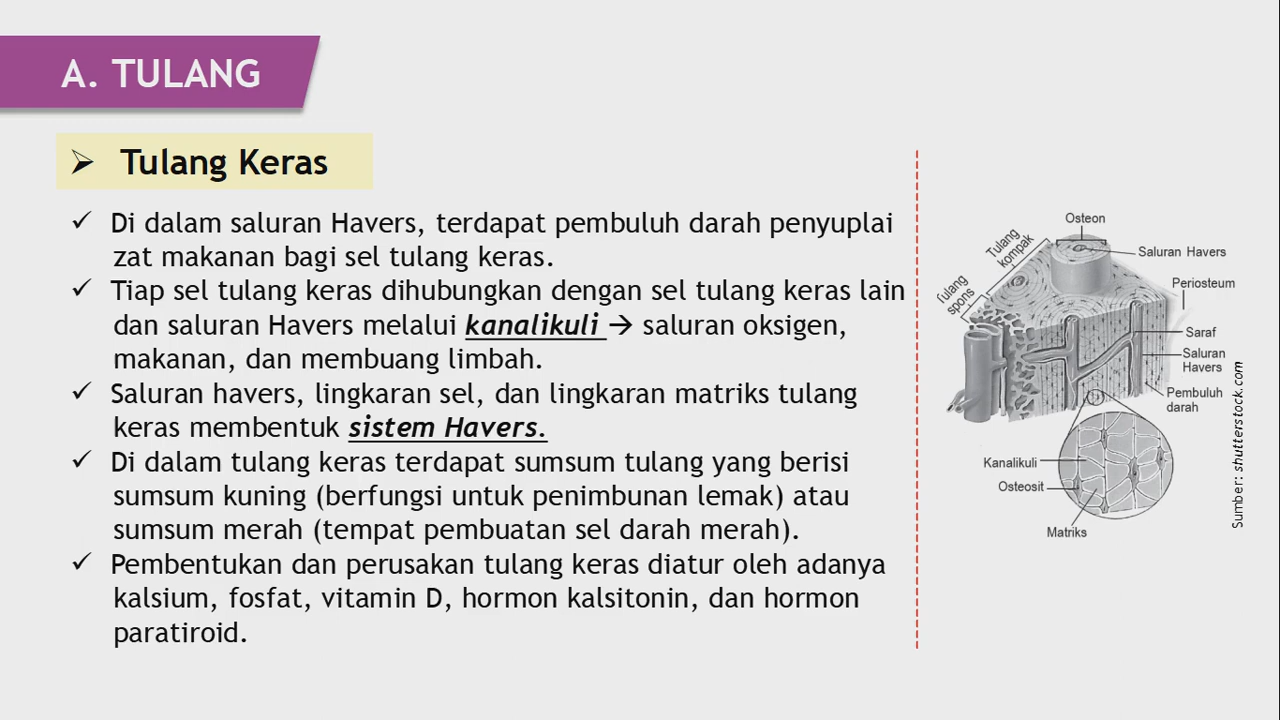 A. TULANG
➢ Tulang Keras
✓ Di dalam saluran Havers, terdapat pembuluh darah penyuplai
zat makanan bagi sel tulang keras.
✓ Tiap sel tulang keras dihubungkan dengan sel tulang keras lain
dan saluran Havers melalui kanalikuli → saluran oksigen,
makanan, dan membuang limbah.
✓ Saluran havers, lingkaran sel, dan lingkaran matriks tulang
keras membentuk sistem Havers.
✓ Di dalam tulang keras terdapat sumsum tulang yang berisi
sumsum kuning (berfungsi untuk penimbunan lemak) atau
sumsum merah (tempat pembuatan sel darah merah).
✓ Pembentukan dan perusakan tulang keras diatur oleh adanya
kalsium, fosfat, vitamin D, hormon kalsitonin, dan hormon
paratiroid.
Osteon
Tulang
kompak
Saluran Havers
Tulang
spons
Periosteum
Saraf
Saluran
Havers
Pembuluh
darah
Kanalikuli
Osteosit
Matriks
Sumber: shutterstock.com